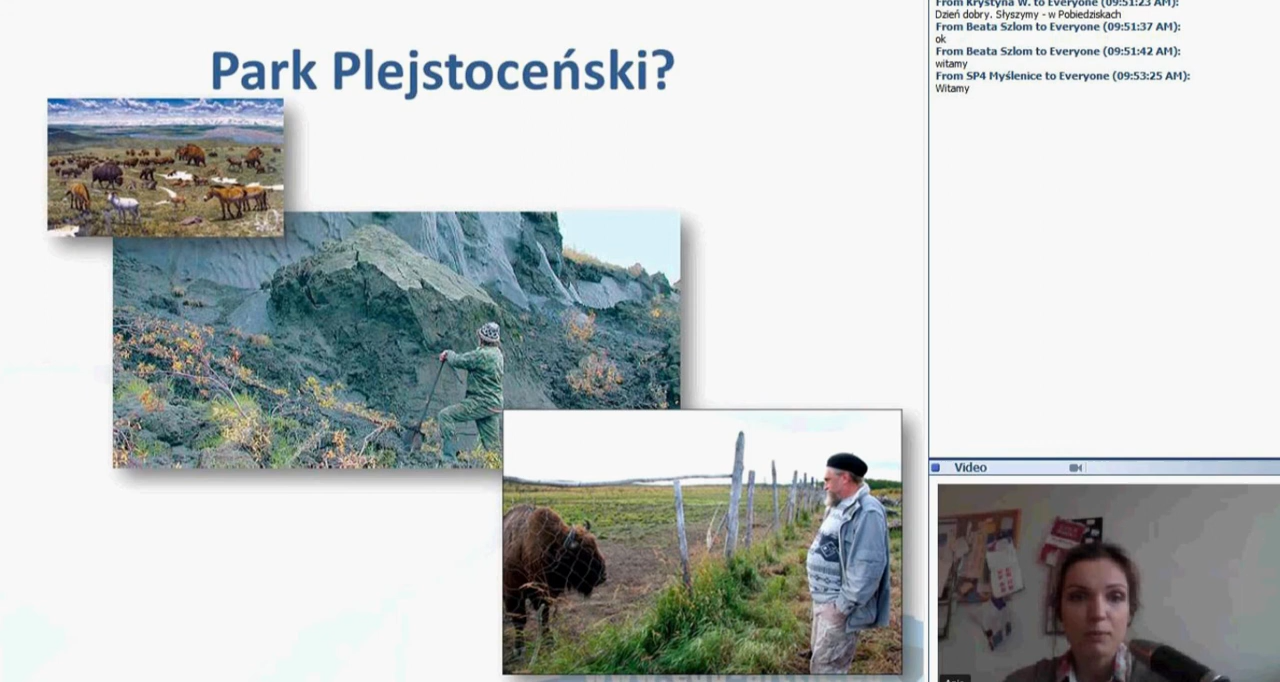 Park Plejstoceński?
From Krystyna W. to Everyone (09:51:23 AM):
Dzień dobry. Słyszymy - w Pobiedziskach
From Beata Szlom to Everyone (09:51:37 AM):
ok
From Beata Szlom to Everyone (09:51:42 AM):
witamy
From SP4 Myślenice to Everyone (09:53:25 AM):
Witamy
Video